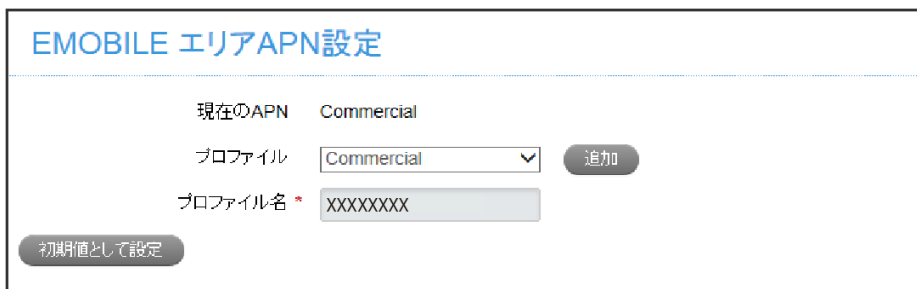 EMOBILE エリアAPN設定
現在のAPN Commercial
プロファイル Commercial 追加
プロファイル名 * XXXXXXXX
初期値として設定